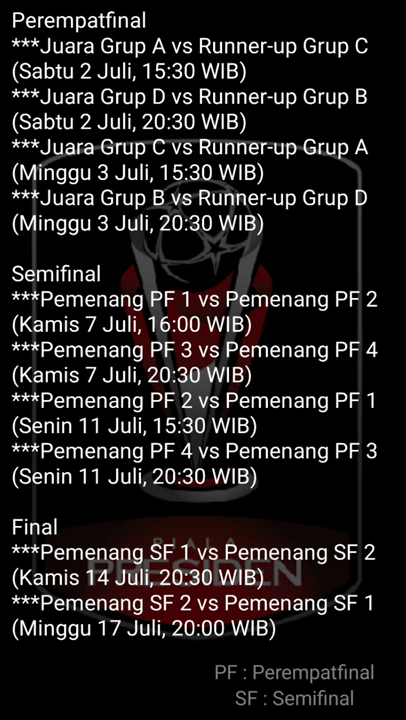 Perempatfinal
***Juara Grup A vs Runner-up Grup C
(Sabtu 2 Juli, 15:30 WIB)
***Juara Grup D vs Runner-up Grup B
(Sabtu 2 Juli, 20:30 WIB)
***Juara Grup C vs Runner-up Grup A
(Minggu 3 Juli, 15:30 WIB)
***Juara Grup B vs Runner-up Grup D
(Minggu 3 Juli, 20:30 WIB)
Semifinal
***Pemenang PF 1 vs Pemenang PF 2
(Kamis 7 Juli, 16:00 WIB)
***Pemenang PF 3 vs Pemenang PF 4
(Kamis 7 Juli, 20:30 WIB)
***Pemenang PF 2 vs Pemenang PF 1
(Senin 11 Juli, 15:30 WIB)
***Pemenang PF 4 vs Pemenang PF 3
(Senin 11 Juli, 20:30 WIB)
Final
PIALA
***Pemenang SF 1 vs Pemenang SF 2
PRESIDEN
(Kamis 14 Juli, 20:30 WIB)
***Pemenang SF 2 vs Pemenang SF 1
(Minggu 17 Juli, 20:00 WIB)
PF : Perempatfinal
SF : Semifinal